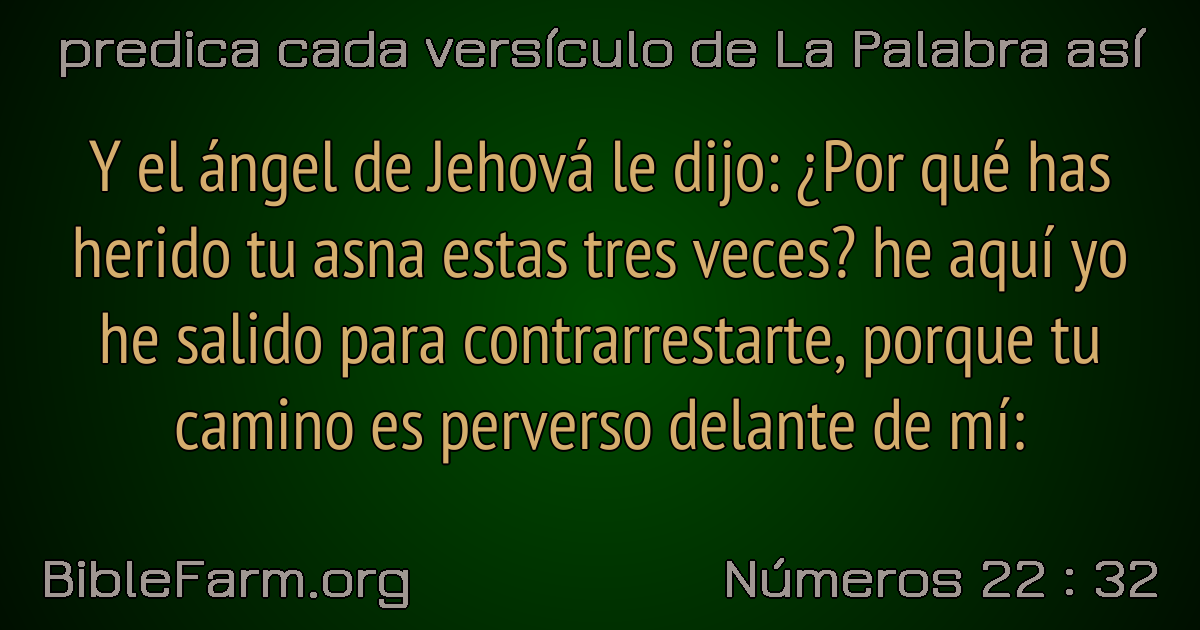 predica cada versículo de La Palabra así
Y el ángel de Jehová le dijo: ¿Por qué has
herido tu asna estas tres veces? he aquí yo
he salido para contrarrestarte, porque tu
camino es perverso delante de mí:
BibleFarm.org
Números 22 : 32